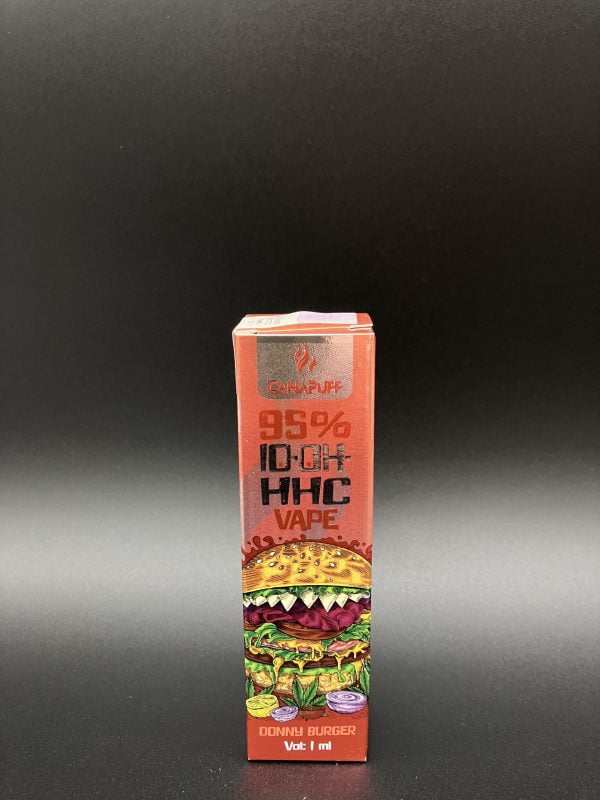 CANAPUFF
95%
10-OH-
HHC
VAPE
DONNY BURGER
Vol: 1 ml